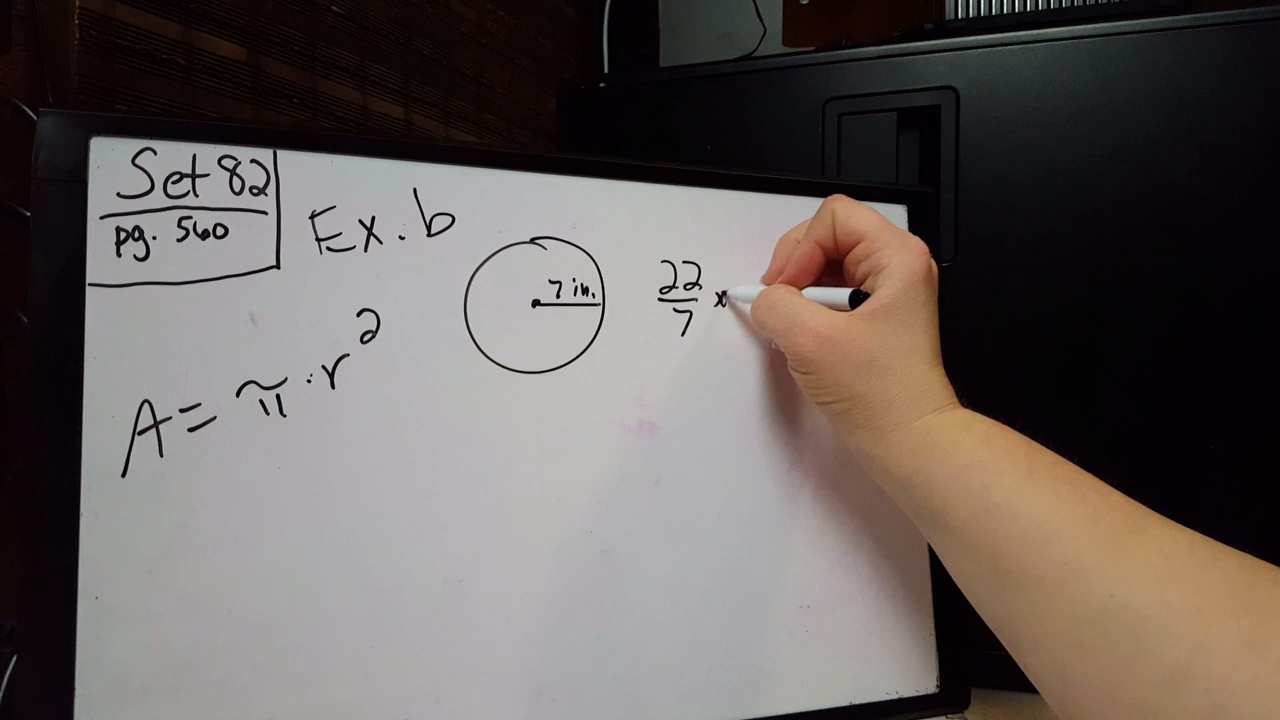 Set 82
pg. 560
Ex. b
7 in.
22/7 ×
A = π · r²